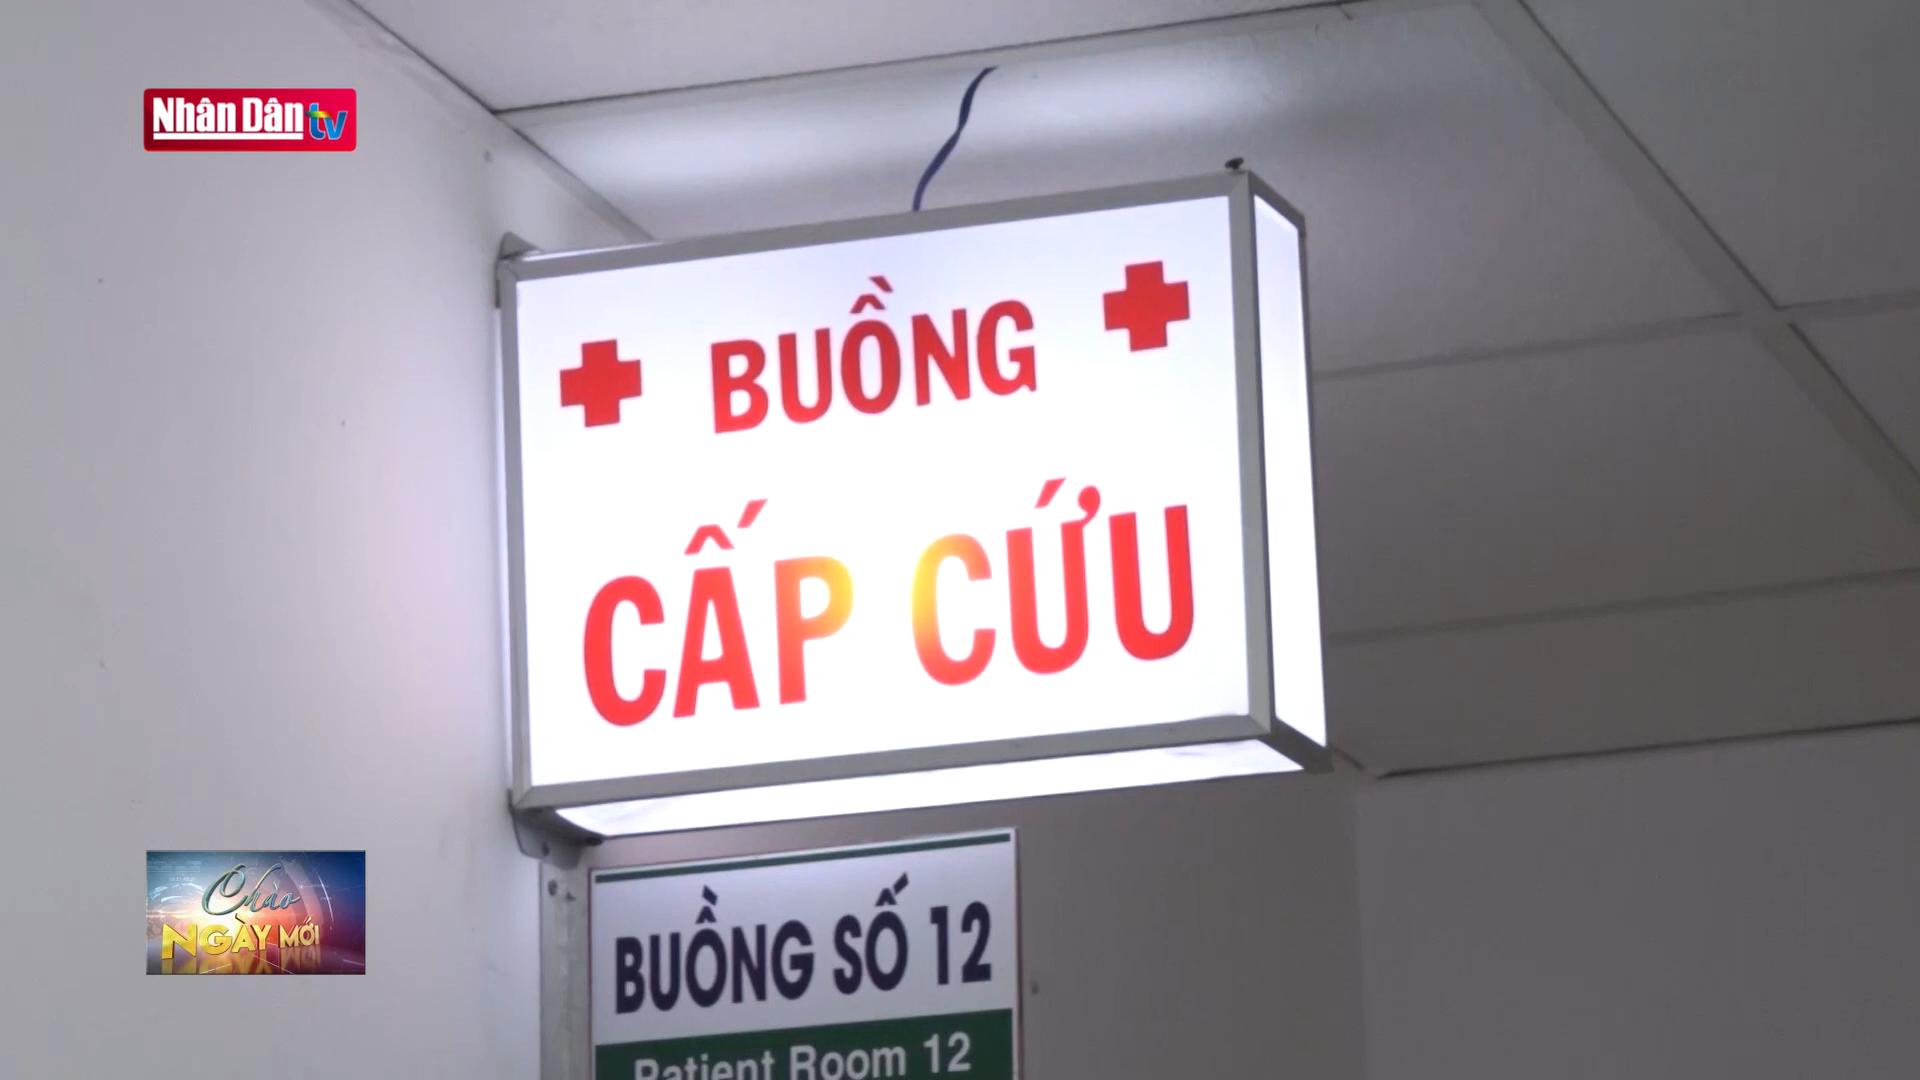 Nhân Dân tv
BUỒNG
CẤP CỨU
Chào
NGÀY MỚI
BUỒNG SỐ 12
Patient Room 12